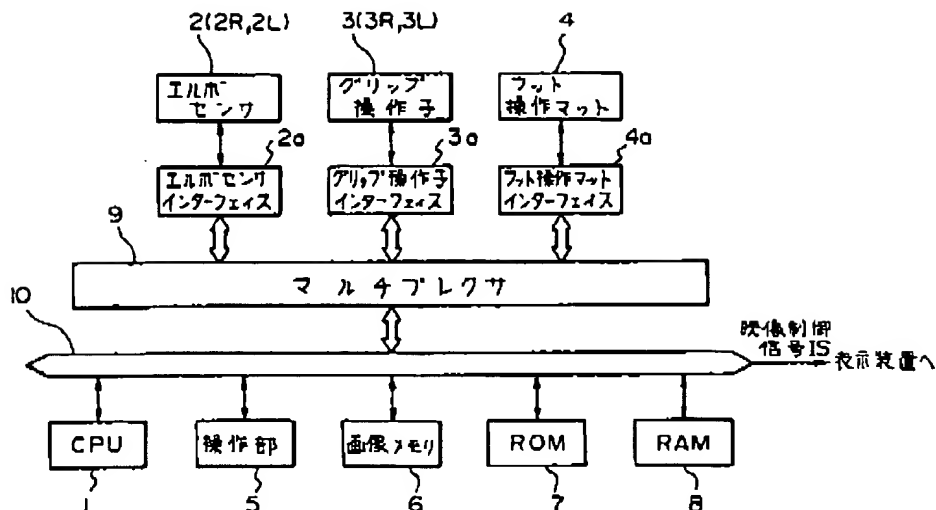 2(2R,2L)
3(3R,3L)
4
エルボ
センサ
グリップ
操作子
フット
操作マット
2a
3a
4a
エルボセンサ
インターフェイス
グリップ操作子
インターフェイス
フット操作マット
インターフェイス
9
マルチプレクサ
10
映像制御
信号IS
表示装置へ
CPU
操作部
画像メモリ
ROM
RAM
1
5
6
7
8